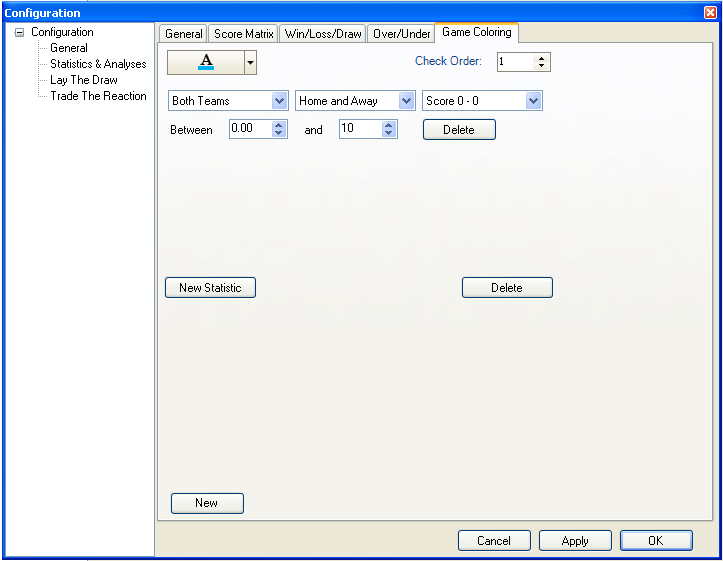 Configuration
Configuration
General
Statistics & Analyses
Lay The Draw
Trade The Reaction
General Score Matrix Win/Loss/Draw Over/Under Game Coloring
A Check Order: 1
Both Teams Home and Away Score 0 - 0
Between 0.00 and 10 Delete
New Statistic Delete
New
Cancel Apply OK